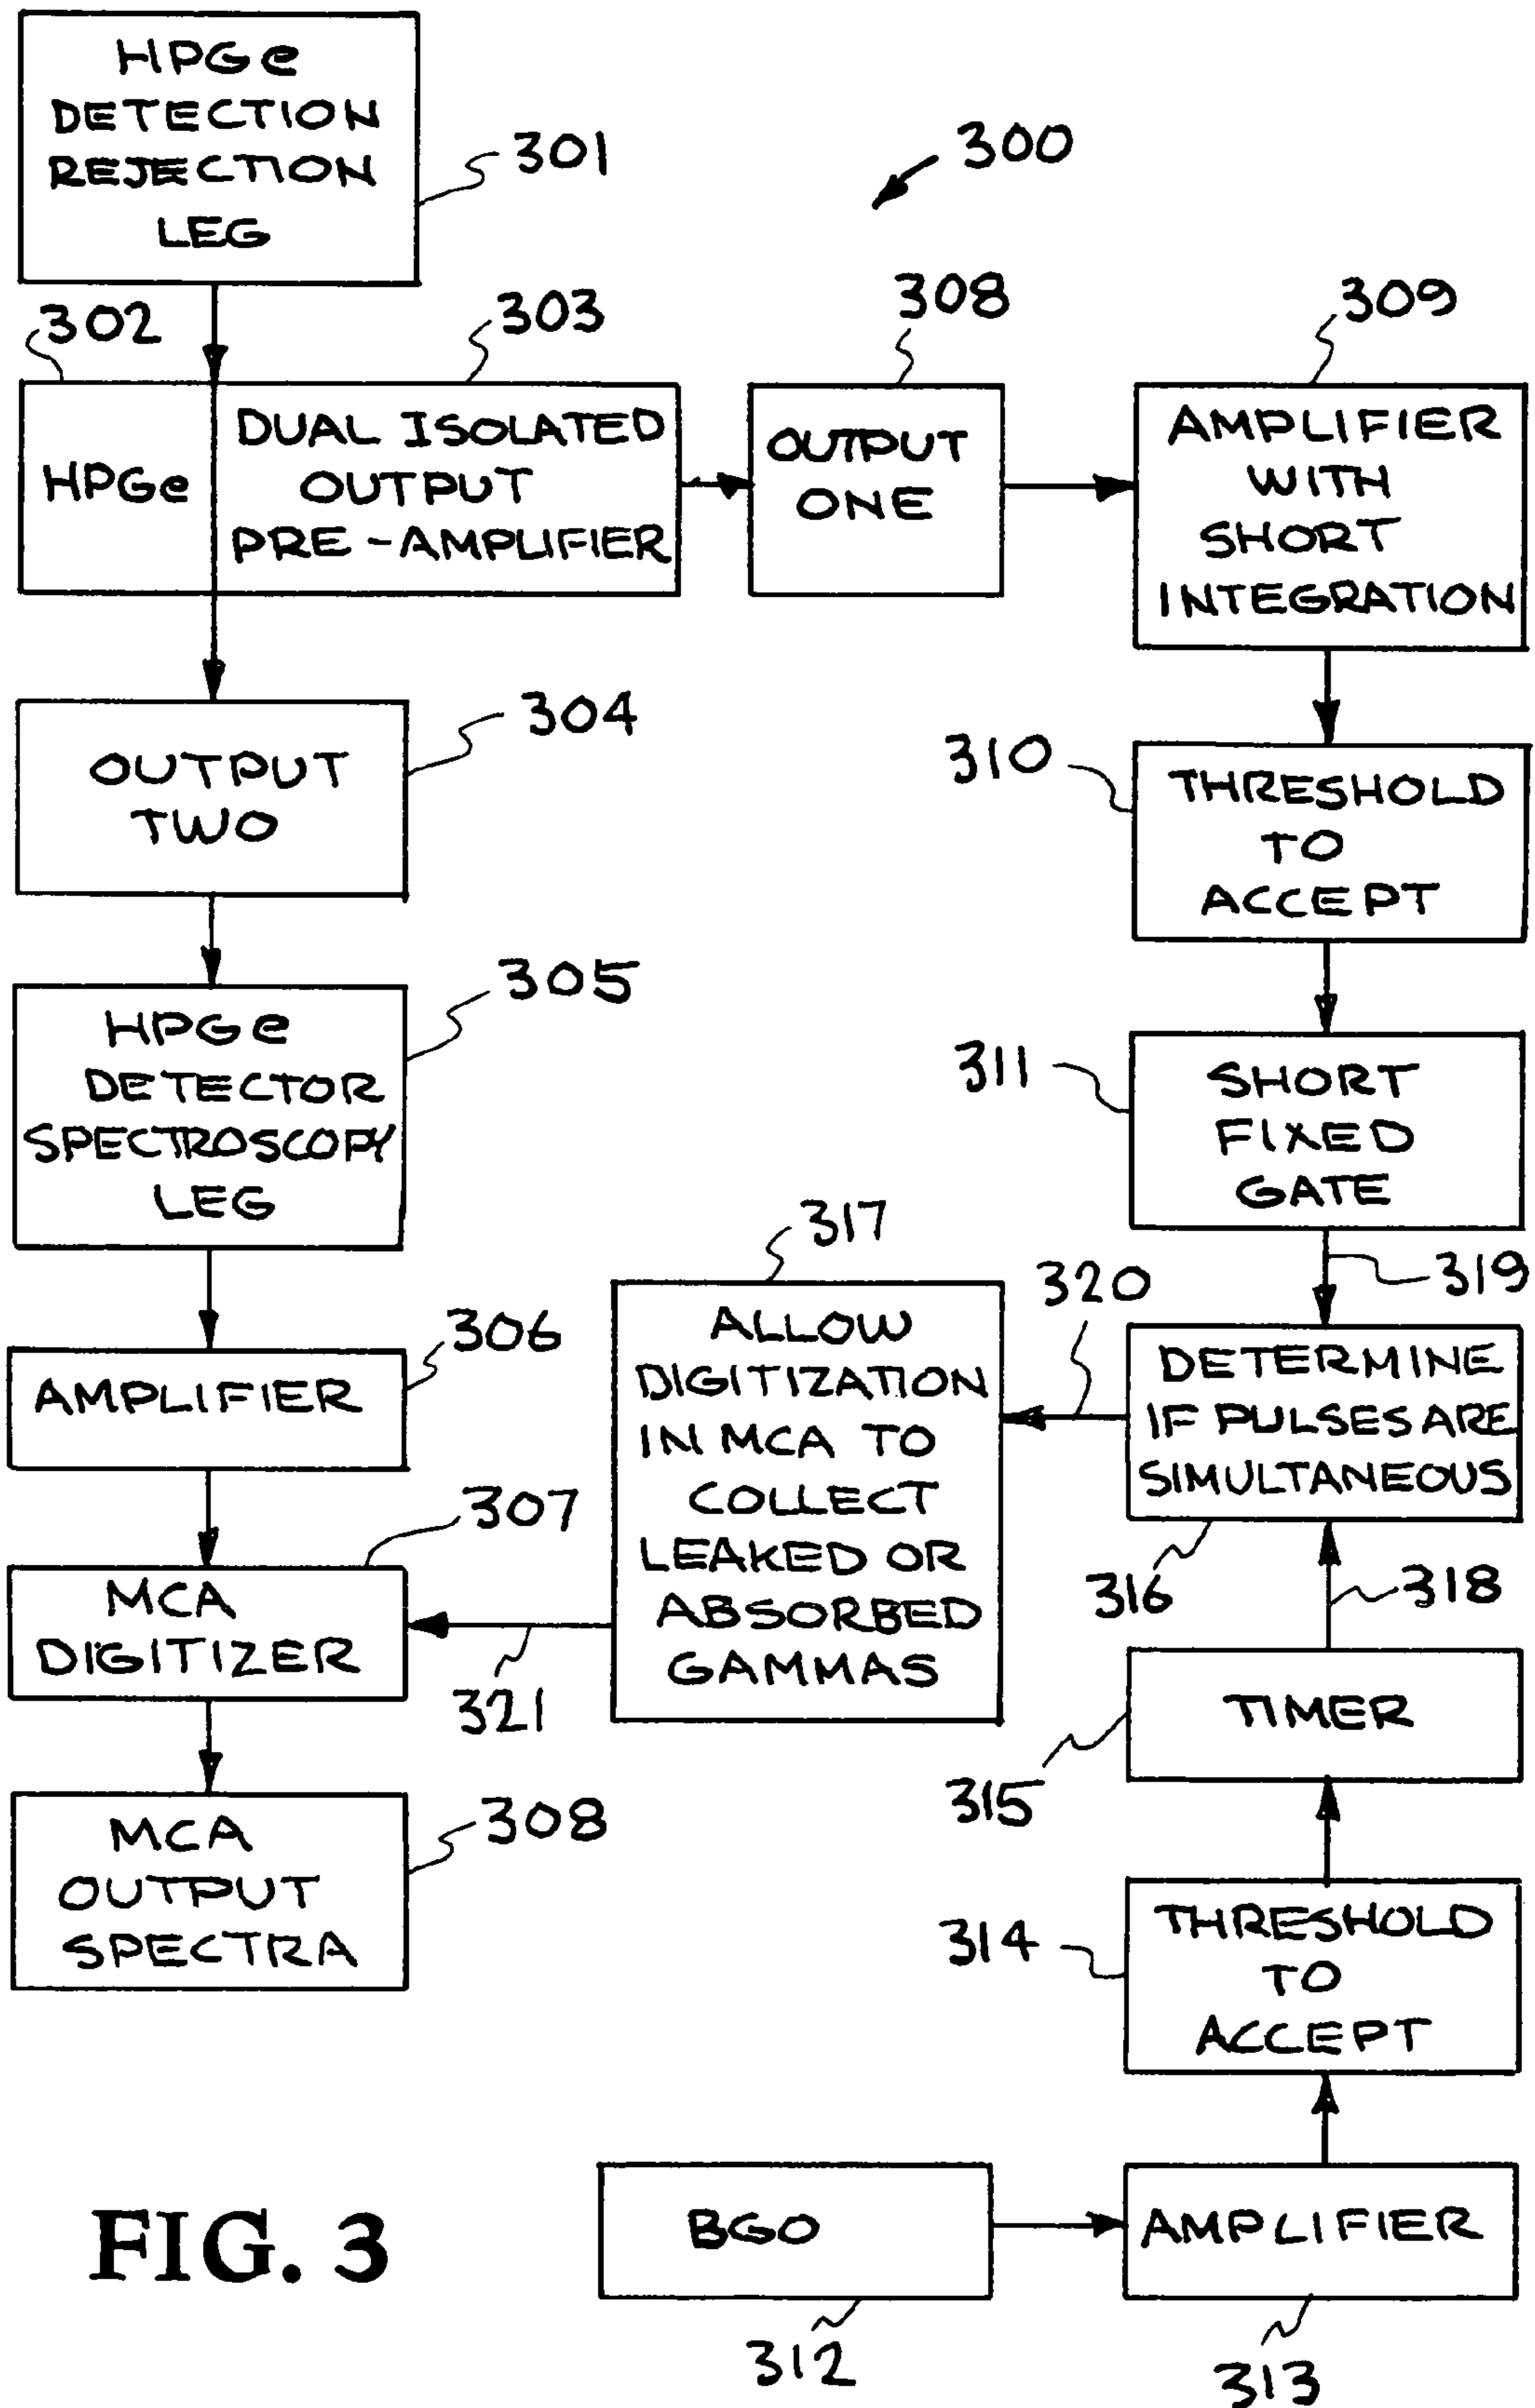 HPGe
DETECTION
REJECTION
LEG
301
300
302
303
308
309
HPGe
DUAL ISOLATED
OUTPUT
PRE-AMPLIFIER
OUTPUT
ONE
AMPLIFIER
WITH
SHORT
INTEGRATION
304
OUTPUT
TWO
310
THRESHOLD
TO
ACCEPT
305
HPGe
DETECTOR
SPECTROSCOPY
LEG
311
SHORT
FIXED
GATE
319
306
AMPLIFIER
317
ALLOW
DIGITIZATION
IN MCA TO
COLLECT
LEAKED OR
ABSORBED
GAMMAS
320
DETERMINE
IF PULSES ARE
SIMULTANEOUS
316
318
307
MCA
DIGITIZER
321
315
TIMER
308
MCA
OUTPUT
SPECTRA
314
THRESHOLD
TO
ACCEPT
BGO
312
AMPLIFIER
313
FIG. 3